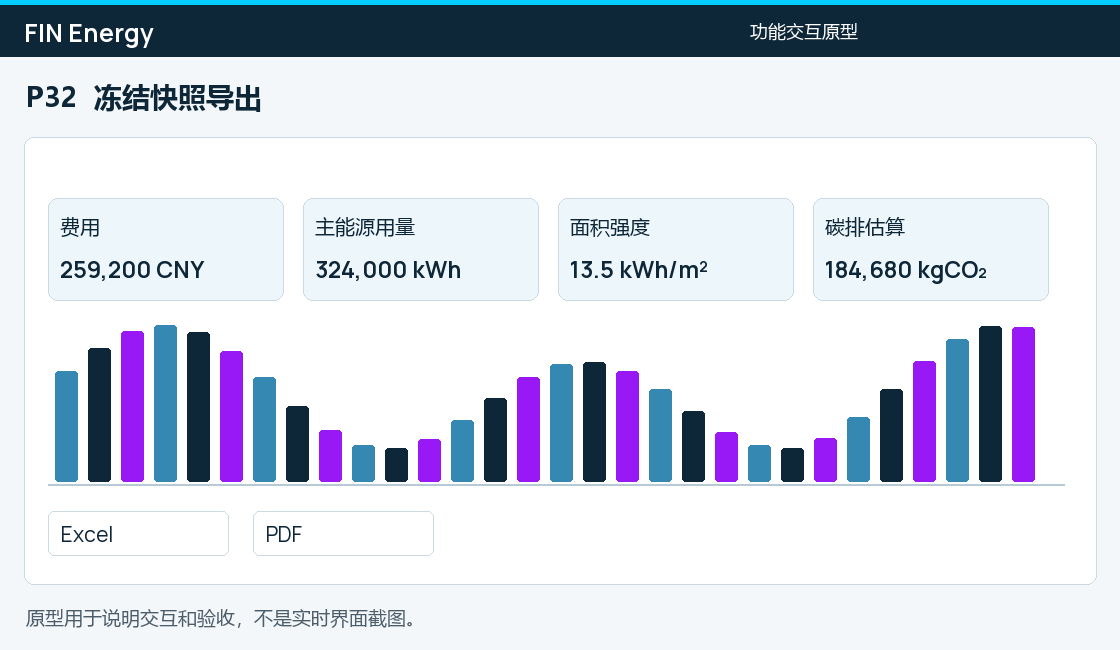 FIN Energy
功能交互原型
P32 冻结快照导出
费用
259,200 CNY
主能源用量
324,000 kWh
面积强度
13.5 kWh/m²
碳排估算
184,680 kgCO₂
Excel
PDF
原型用于说明交互和验收，不是实时界面截图。